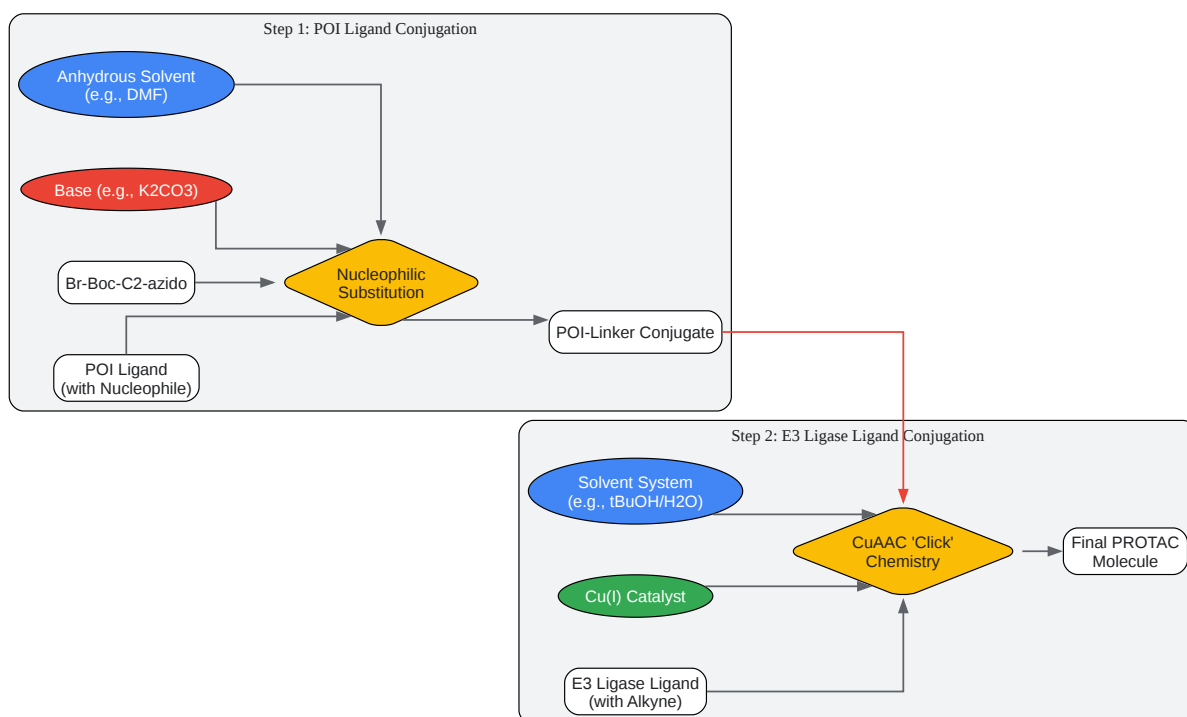 Step 1: POI Ligand Conjugation
Anhydrous Solvent
(e.g., DMF)
Base (e.g., K2CO3)
Br-Boc-C2-azido
Nucleophilic
Substitution
POI-Linker Conjugate
POI Ligand
(with Nucleophile)
Step 2: E3 Ligase Ligand Conjugation
Solvent System
(e.g., tBuOH/H2O)
CuAAC 'Click'
Chemistry
Final PROTAC
Molecule
Cu(I) Catalyst
E3 Ligase Ligand
(with Alkyne)